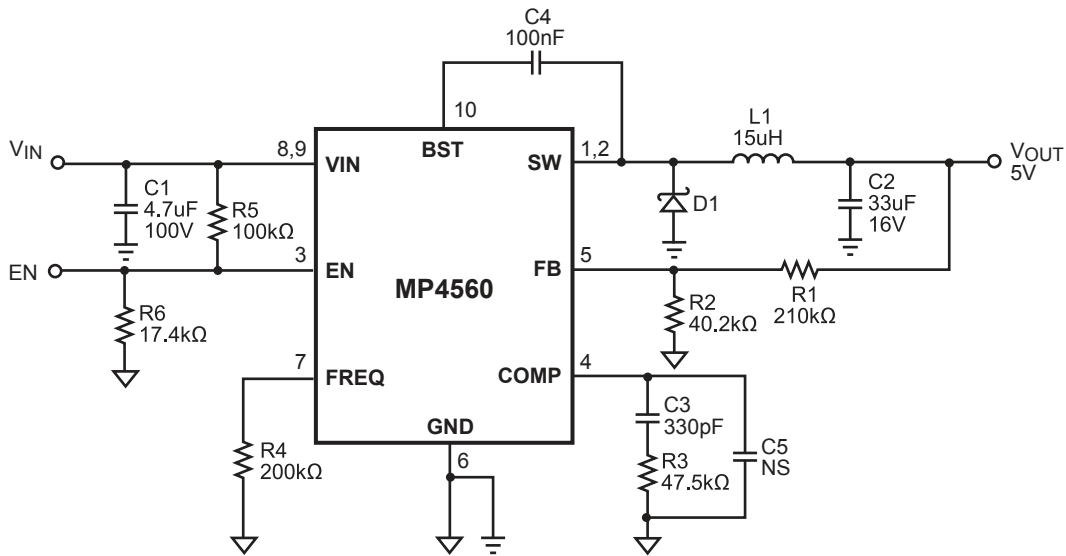 C4
100nF
10
BST
L1
15uH
VIN
8,9
VIN
SW
1,2
VOUT
5V
C1
4.7uF
100V
R5
100kΩ
D1
C2
33uF
16V
EN
3
EN
MP4560
FB
5
R1
210kΩ
R2
40.2kΩ
R6
17.4kΩ
7
FREQ
COMP
4
C3
330pF
C5
NS
GND
6
R4
200kΩ
R3
47.5kΩ